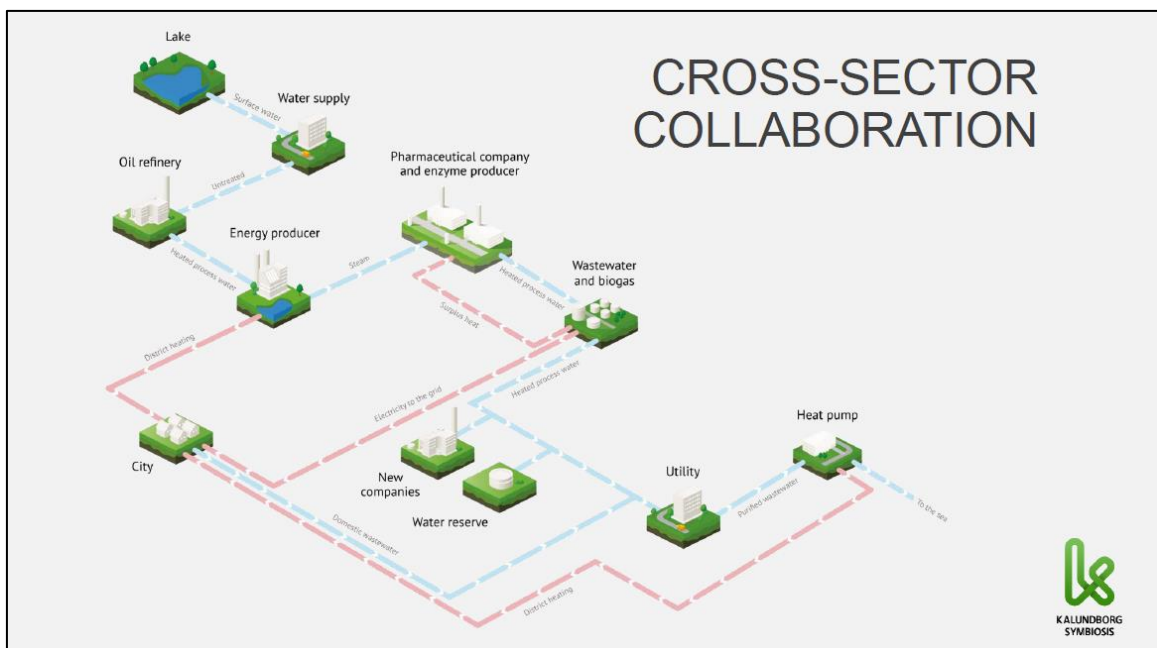 CROSS-SECTOR
COLLABORATION
Lake
Surface water
Water supply
Untreated
Oil refinery
Heated process water
Energy producer
Steam
Pharmaceutical company
and enzyme producer
Heated process water
Surplus heat
Wastewater
and biogas
District heating
Electricity to the grid
Heated process water
City
New
companies
Water reserve
Domestic wastewater
Utility
Purified wastewater
Heat pump
To the sea
District heating
KALUNDBORG
SYMBIOSIS